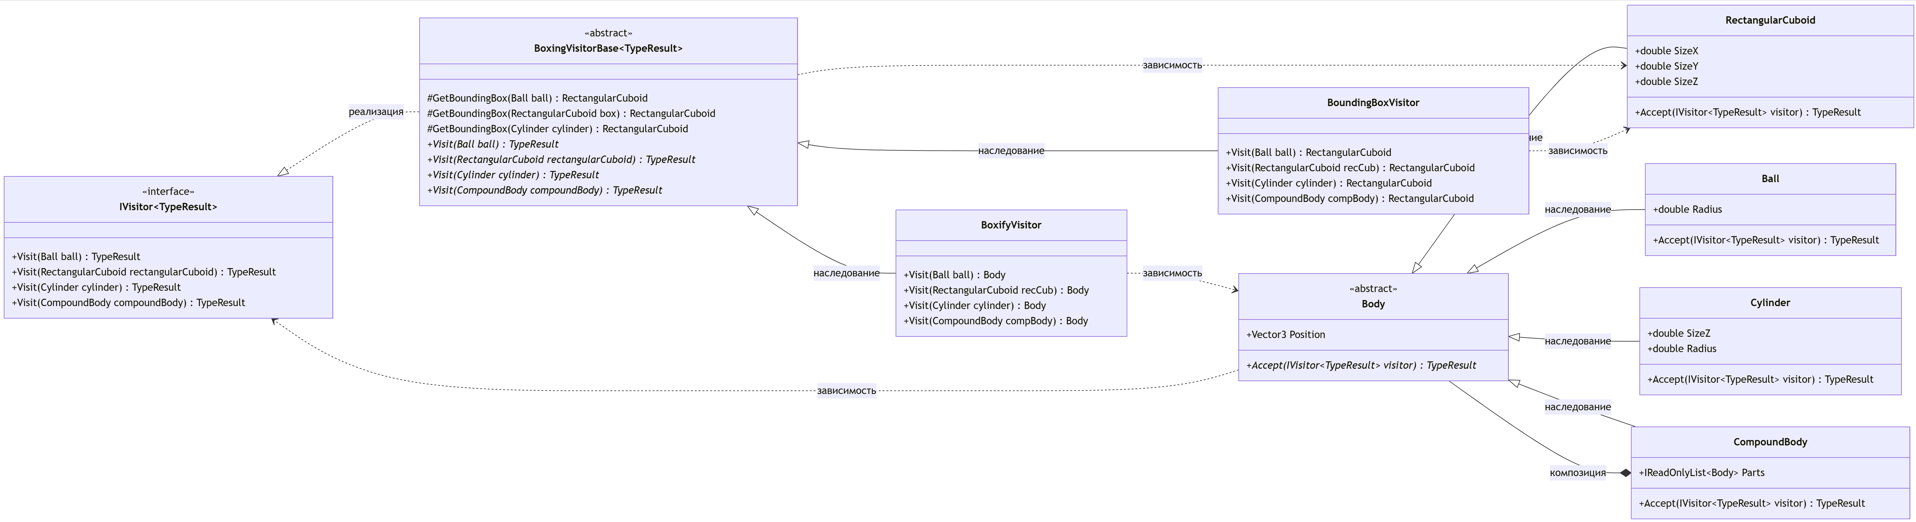 «interface»
IVisitor<TypeResult>
+Visit(Ball ball) : TypeResult
+Visit(RectangularCuboid rectangularCuboid) : TypeResult
+Visit(Cylinder cylinder) : TypeResult
+Visit(CompoundBody compoundBody) : TypeResult
реализация
«abstract»
BoxingVisitorBase<TypeResult>
#GetBoundingBox(Ball ball) : RectangularCuboid
#GetBoundingBox(RectangularCuboid box) : RectangularCuboid
#GetBoundingBox(Cylinder cylinder) : RectangularCuboid
+Visit(Ball ball) : TypeResult
+Visit(RectangularCuboid rectangularCuboid) : TypeResult
+Visit(Cylinder cylinder) : TypeResult
+Visit(CompoundBody compoundBody) : TypeResult
зависимость
наследование
наследование
BoxifyVisitor
+Visit(Ball ball) : Body
+Visit(RectangularCuboid recCub) : Body
+Visit(Cylinder cylinder) : Body
+Visit(CompoundBody compBody) : Body
зависимость
зависимость
BoundingBoxVisitor
+Visit(Ball ball) : RectangularCuboid
+Visit(RectangularCuboid recCub) : RectangularCuboid
+Visit(Cylinder cylinder) : RectangularCuboid
+Visit(CompoundBody compBody) : RectangularCuboid
зависимость
«abstract»
Body
+Vector3 Position
+Accept(IVisitor<TypeResult> visitor) : TypeResult
наследование
наследование
наследование
композиция
RectangularCuboid
+double SizeX
+double SizeY
+double SizeZ
+Accept(IVisitor<TypeResult> visitor) : TypeResult
Ball
+double Radius
+Accept(IVisitor<TypeResult> visitor) : TypeResult
Cylinder
+double SizeZ
+double Radius
+Accept(IVisitor<TypeResult> visitor) : TypeResult
CompoundBody
+IReadOnlyList<Body> Parts
+Accept(IVisitor<TypeResult> visitor) : TypeResult